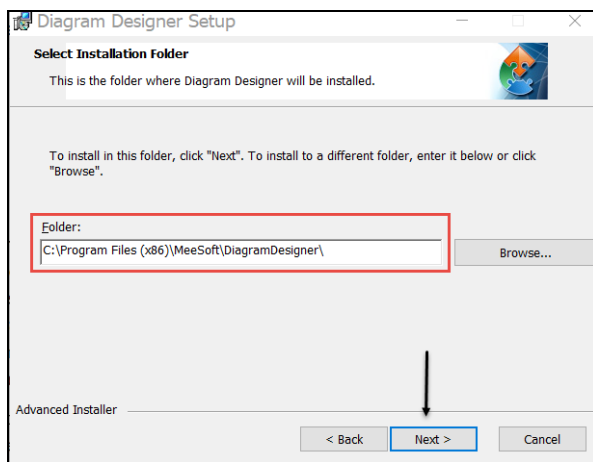 Diagram Designer Setup
Select Installation Folder
This is the folder where Diagram Designer will be installed.
To install in this folder, click "Next". To install to a different folder, enter it below or click
"Browse".
Folder:
C:\Program Files (x86)\MeeSoft\DiagramDesigner\
Browse...
Advanced Installer
< Back
Next >
Cancel